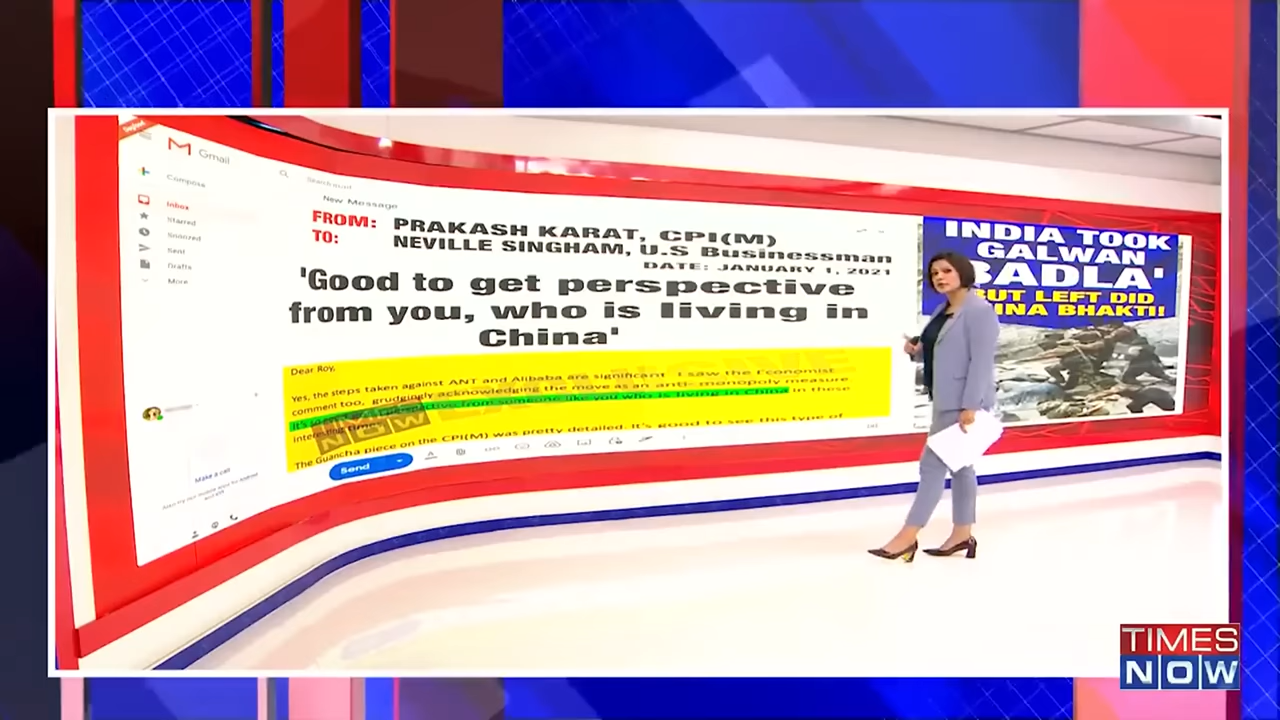 Gmail
Compose
Inbox
Starred
Snoozed
Sent
Drafts
More
New Message
FROM: PRAKASH KARAT, CPI(M)
TO: NEVILLE SINGHAM, U.S Businessman
DATE: JANUARY 1, 2021
'Good to get perspective
from you, who is living in
China'
Dear Roy,
Yes, the steps taken against ANT and Alibaba are significant I saw the Economist
comment too, grudgingly acknowledging the move as an anti- monopoly measure
perspective from someone like you who is living in China in these
interesting
The Guancha piece on the CPI(M) was pretty detailed. It's good to see this type of
NOW
Send
Make a call
INDIA TOOK
GALWAN
BADLA'
BUT LEFT DID
INA BHAKTI!
TIMES
NOW